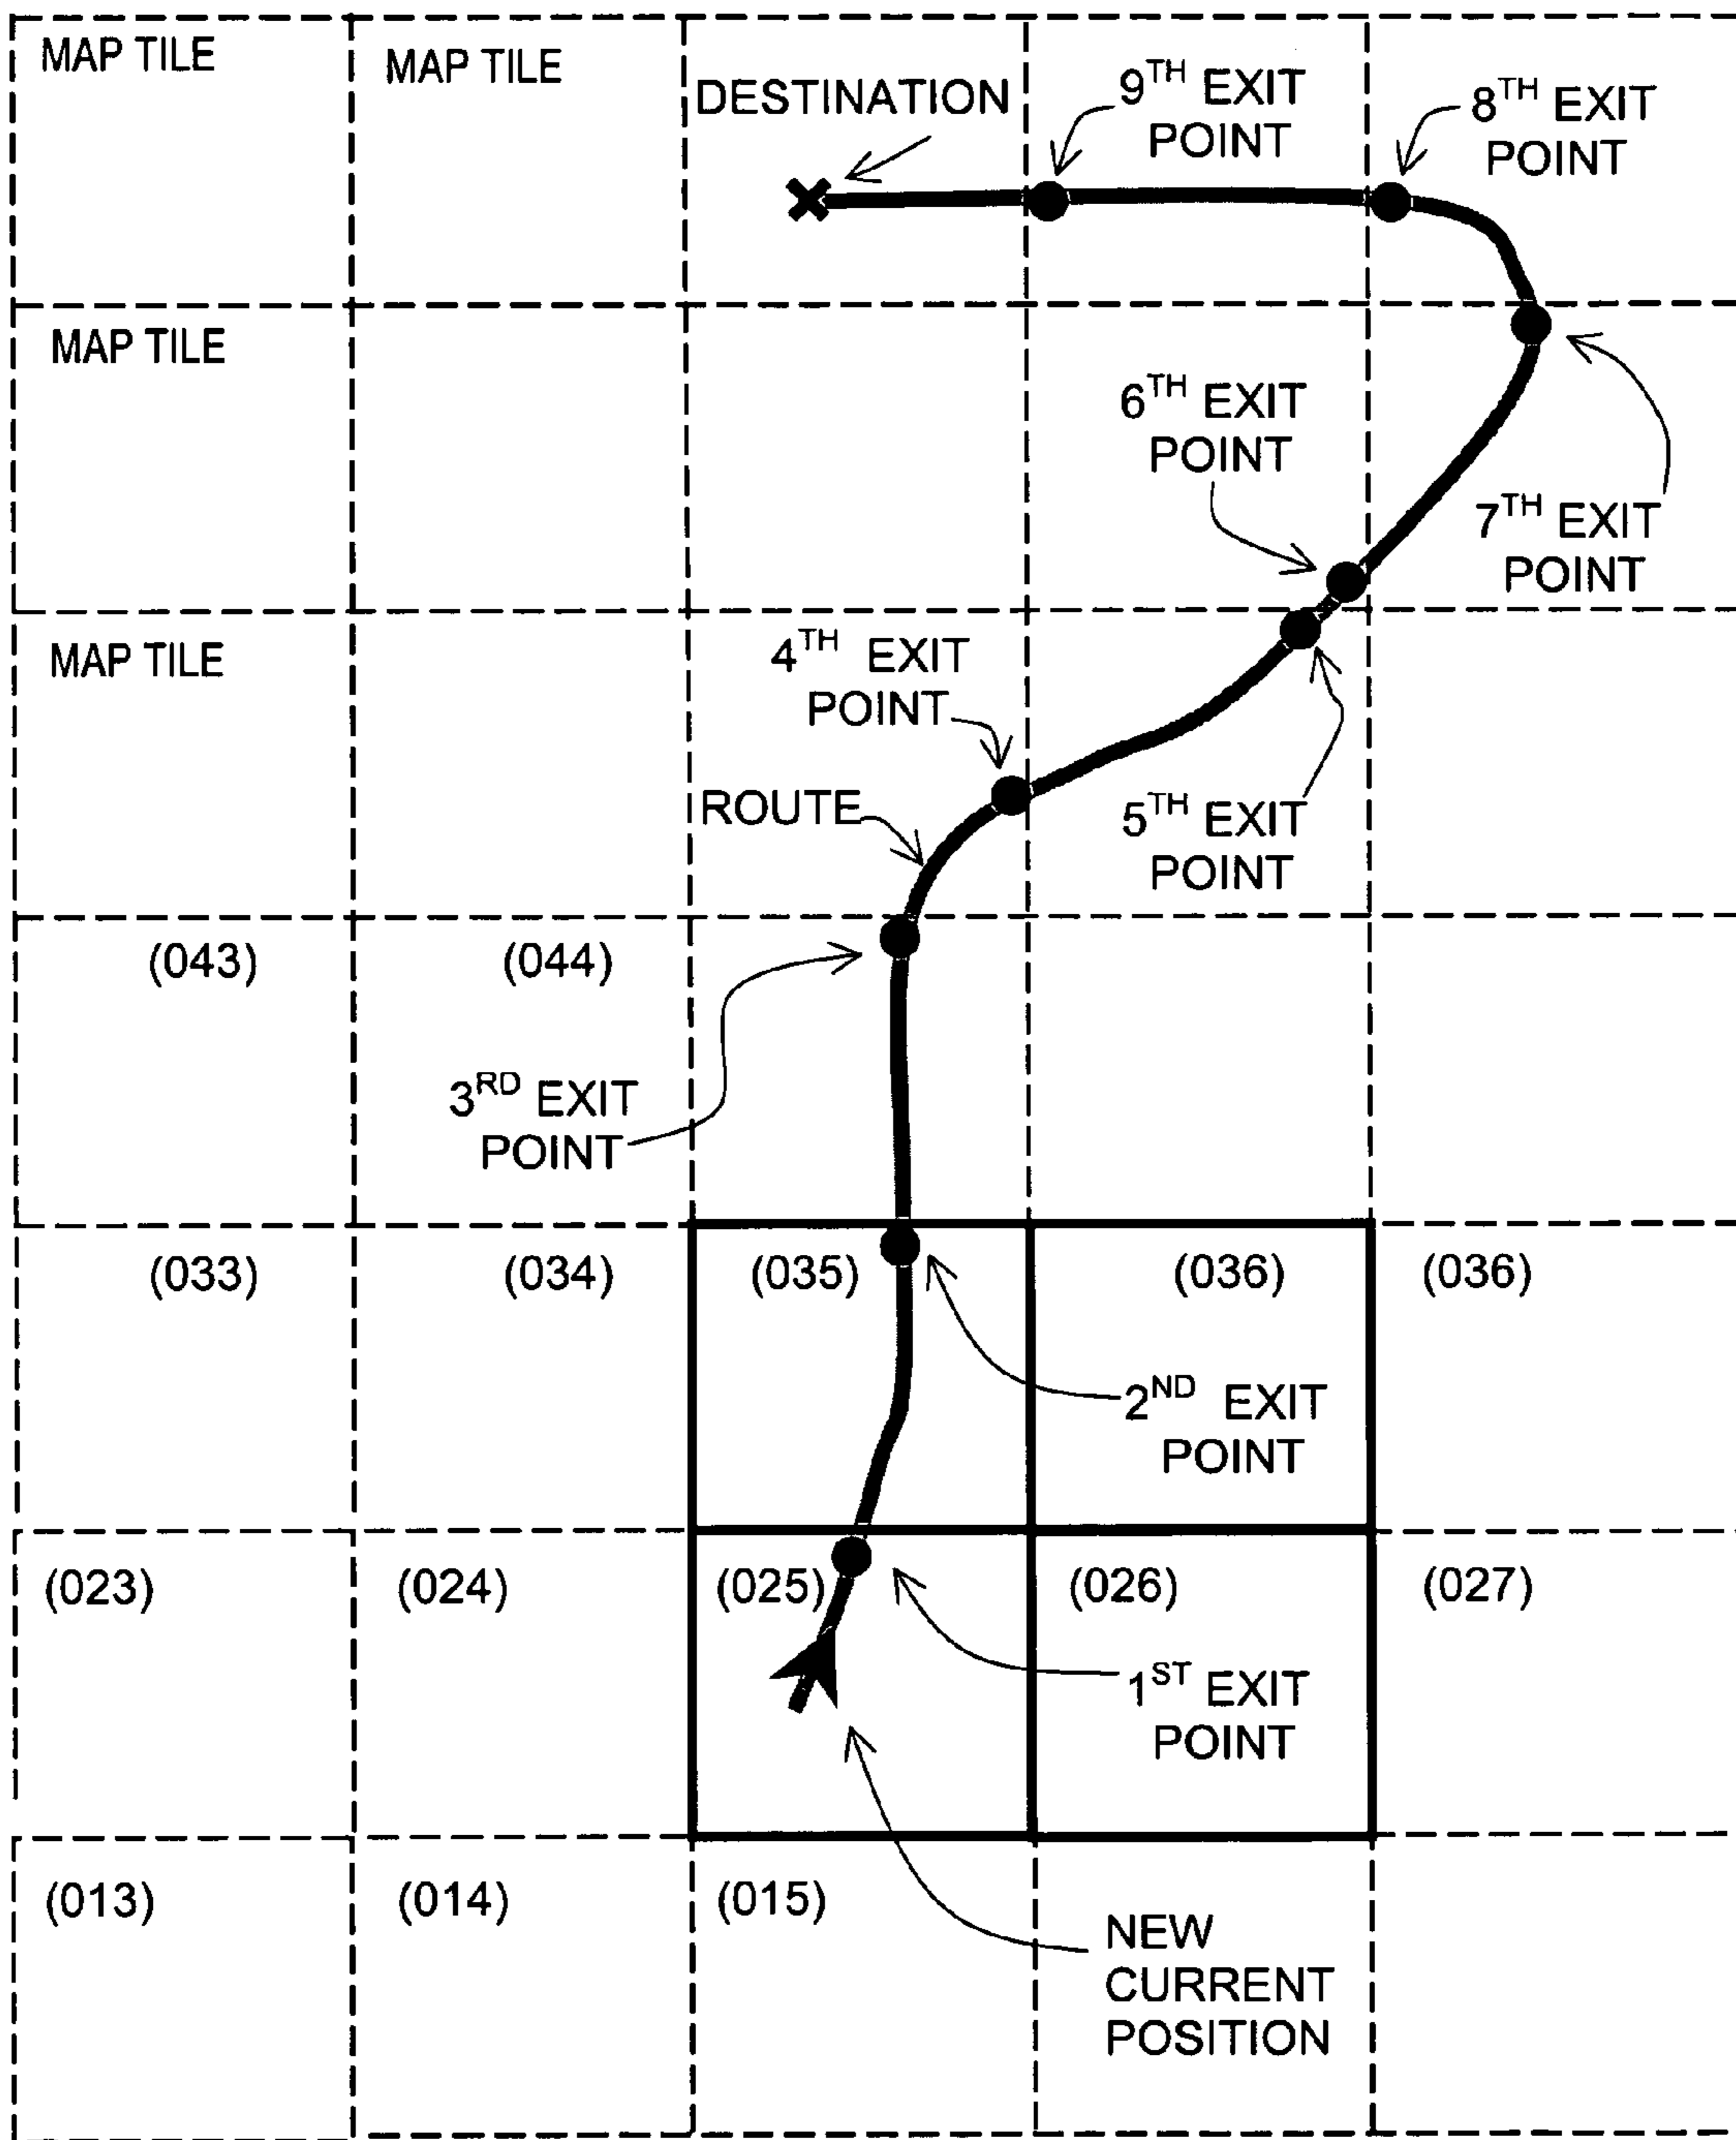 MAP TILE
MAP TILE
DESTINATION
9TH EXIT
POINT
8TH EXIT
POINT
MAP TILE
6TH EXIT
POINT
7TH EXIT
POINT
MAP TILE
4TH EXIT
POINT
ROUTE
5TH EXIT
POINT
(043)
(044)
3RD EXIT
POINT
(033)
(034)
(035)
(036)
(036)
2ND EXIT
POINT
(023)
(024)
(025)
(026)
(027)
1ST EXIT
POINT
(013)
(014)
(015)
NEW
CURRENT
POSITION